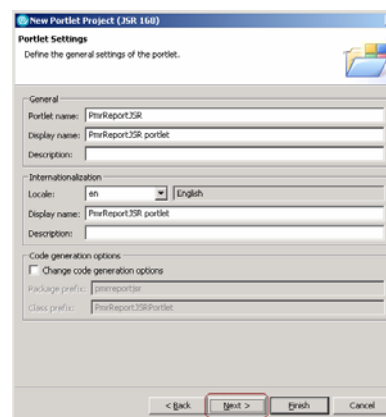 New Portlet Project (JSR 168)
Portlet Settings
Define the general settings of the portlet.
General
Portlet name: PmrReportJSR
Display name: PmrReportJSR portlet
Description:
Internationalization
Locale: en English
Display name: PmrReportJSR portlet
Description:
Code generation options
Change code generation options
Package prefix: pmrreportjsr
Class prefix: PmrReportJSRPortlet
< Back Next > Finish Cancel